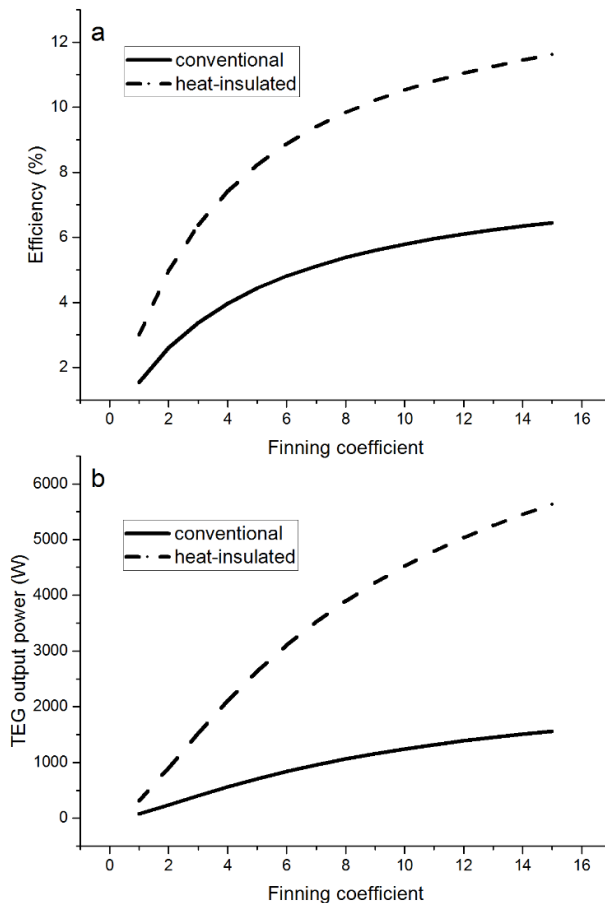 a
conventional
heat-insulated
12
10
8
6
4
2
Efficiency (%)
0 2 4 6 8 10 12 14 16
Finning coefficient
b
conventional
heat-insulated
6000
5000
4000
3000
2000
1000
0
TEG output power (W)
0 2 4 6 8 10 12 14 16
Finning coefficient